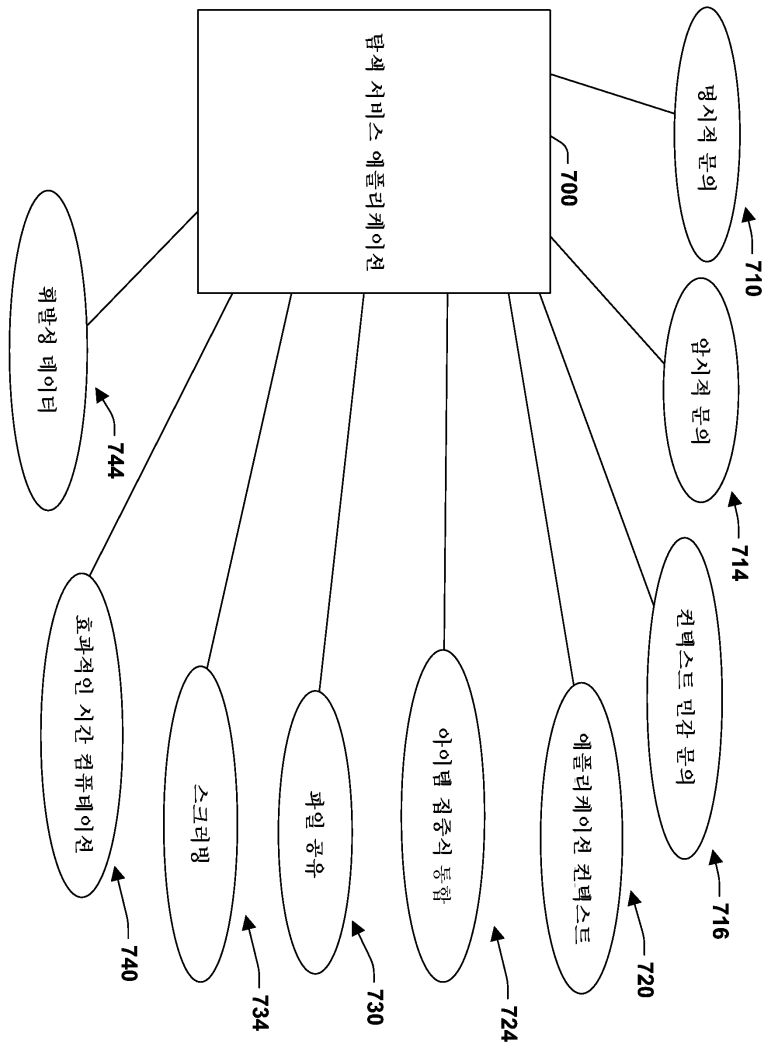 탐색 서비스 애플리케이션
700
명시적 문의
710
암시적 문의
714
컨텍스트 민감 문의
716
애플리케이션 컨텍스트
720
아이템 집중식 통합
724
파일 공유
730
스크러빙
734
효과적인 시간 컴퓨테이션
740
휘발성 데이터
744